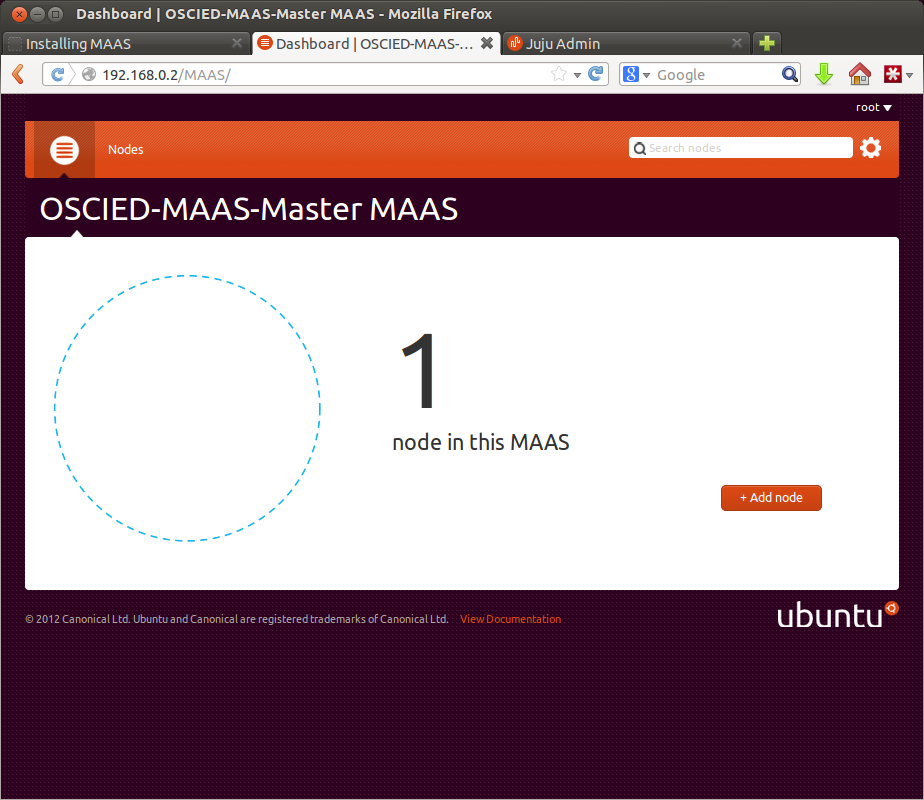 Dashboard | OSCIED-MAAS-Master MAAS - Mozilla Firefox
Installing MAAS
Dashboard | OSCIED-MAAS-...
Juju Admin
192.168.0.2/MAAS/
Google
root
Nodes
Search nodes
OSCIED-MAAS-Master MAAS
1
node in this MAAS
+ Add node
© 2012 Canonical Ltd. Ubuntu and Canonical are registered trademarks of Canonical Ltd. View Documentation
ubuntu